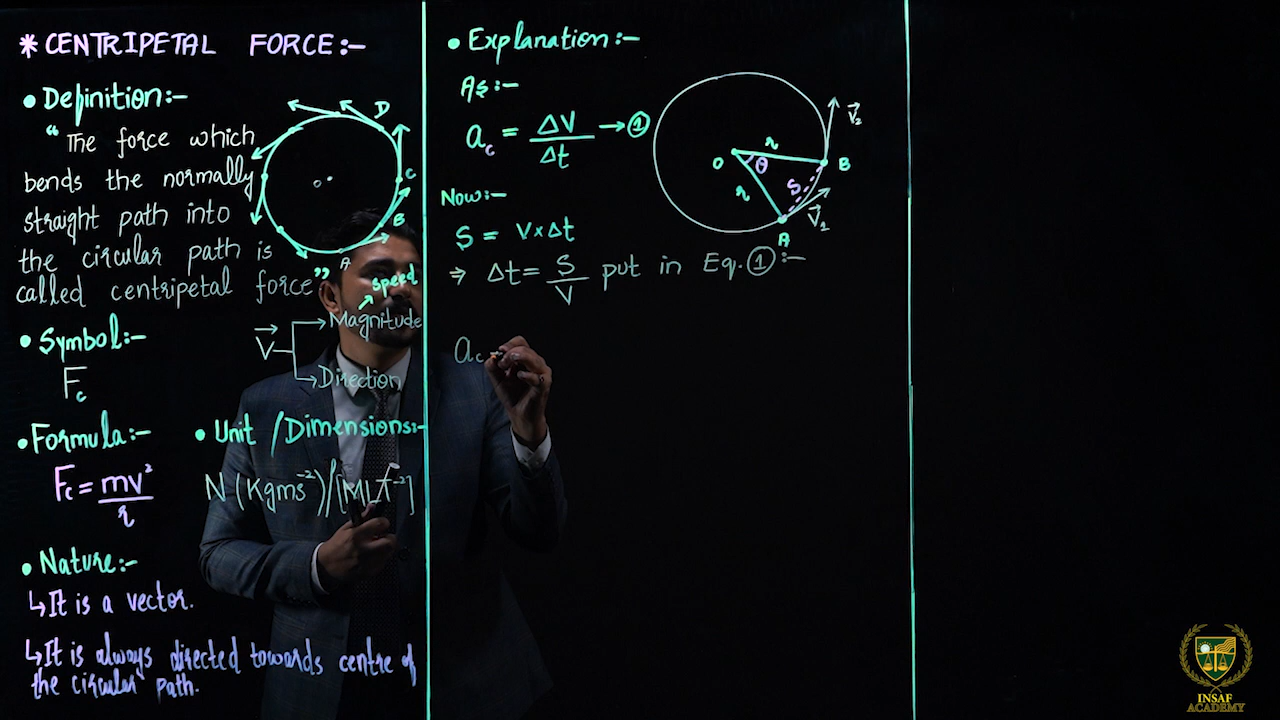 * CENTRIPETAL FORCE:-
• Definition:-
“ The force which
bends the normally
straight path into
the circular path is
called centripetal force”
D
C
B
A
• Symbol:-
Fc
V
speed
Magnitude
Direction
• Formula:-
Fc = mv²/r
• Unit / Dimensions:-
N (Kgms⁻²)/[MLT⁻²]
• Nature:-
↳ It is a vector.
↳ It is always directed towards centre of
the circular path.
• Explanation:-
As:-
ac = ΔV/Δt → ①
Now:-
S = V×Δt
⇒ Δt = S/V put in Eq. ①:-
ac =
V₂
r
O θ B
r S
V₁
A
INSAF
ACADEMY